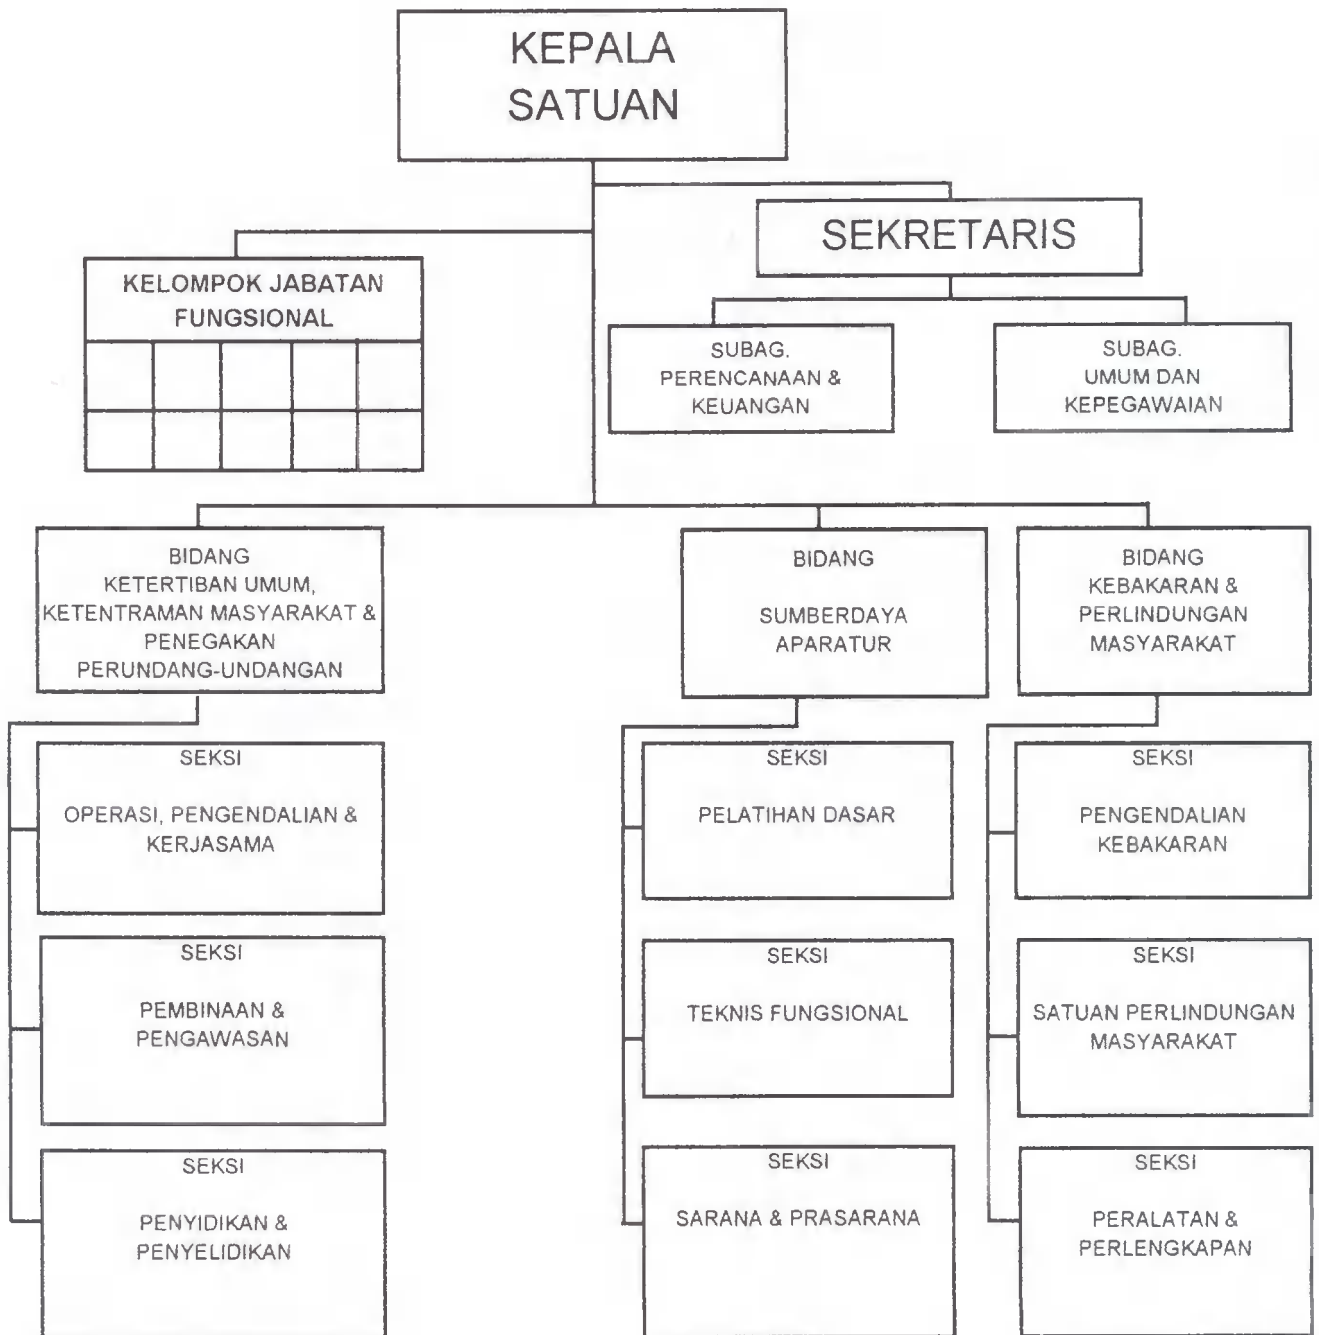 KEPALA
SATUAN
SEKRETARIS
KELOMPOK JABATAN
FUNGSIONAL
SUBAG.
PERENCANAAN &
KEUANGAN
SUBAG.
UMUM DAN
KEPEGAWAIAN
BIDANG
KETERTIBAN UMUM,
KETENTRAMAN MASYARAKAT &
PENEGAKAN
PERUNDANG-UNDANGAN
BIDANG
SUMBERDAYA
APARATUR
BIDANG
KEBAKARAN &
PERLINDUNGAN
MASYARAKAT
SEKSI
OPERASI, PENGENDALIAN &
KERJASAMA
SEKSI
PELATIHAN DASAR
SEKSI
PENGENDALIAN
KEBAKARAN
SEKSI
PEMBINAAN &
PENGAWASAN
SEKSI
TEKNIS FUNGSIONAL
SEKSI
SATUAN PERLINDUNGAN
MASYARAKAT
SEKSI
PENYIDIKAN &
PENYELIDIKAN
SEKSI
SARANA & PRASARANA
SEKSI
PERALATAN &
PERLENGKAPAN